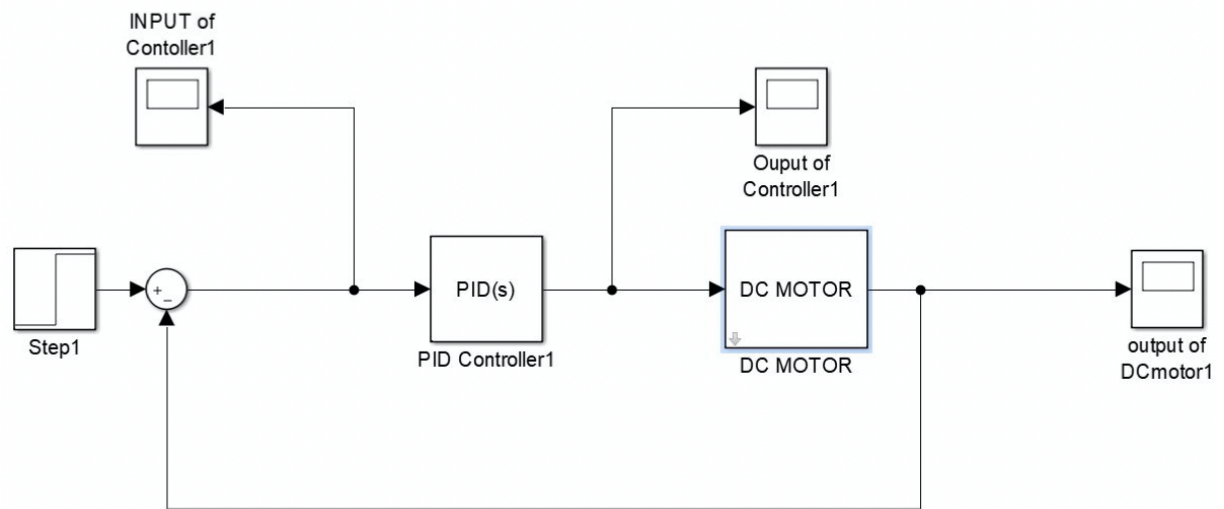 INPUT of
Contoller1
Ouput of
Controller1
+
−
PID(s)
DC MOTOR
Step1
PID Controller1
DC MOTOR
output of
DCmotor1